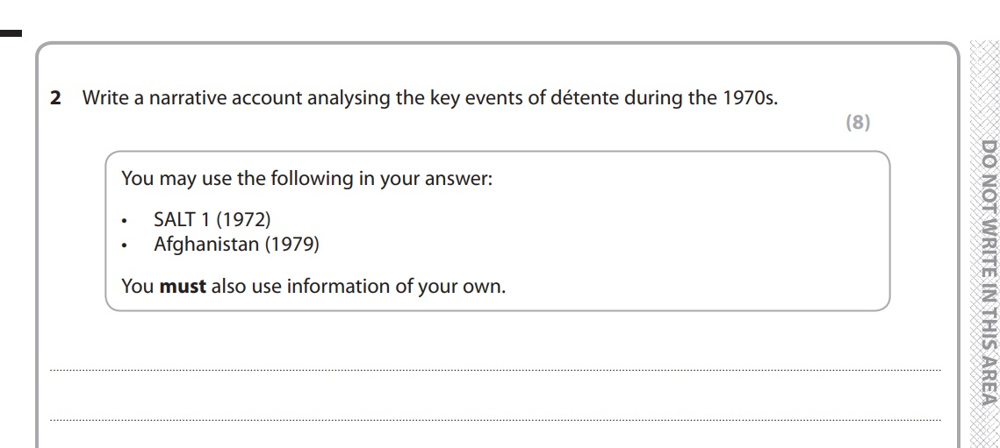 2 Write a narrative account analysing the key events of détente during the 1970s.
(8)
You may use the following in your answer:
• SALT 1 (1972)
• Afghanistan (1979)
You must also use information of your own.
DO NOT WRITE IN THIS AREA